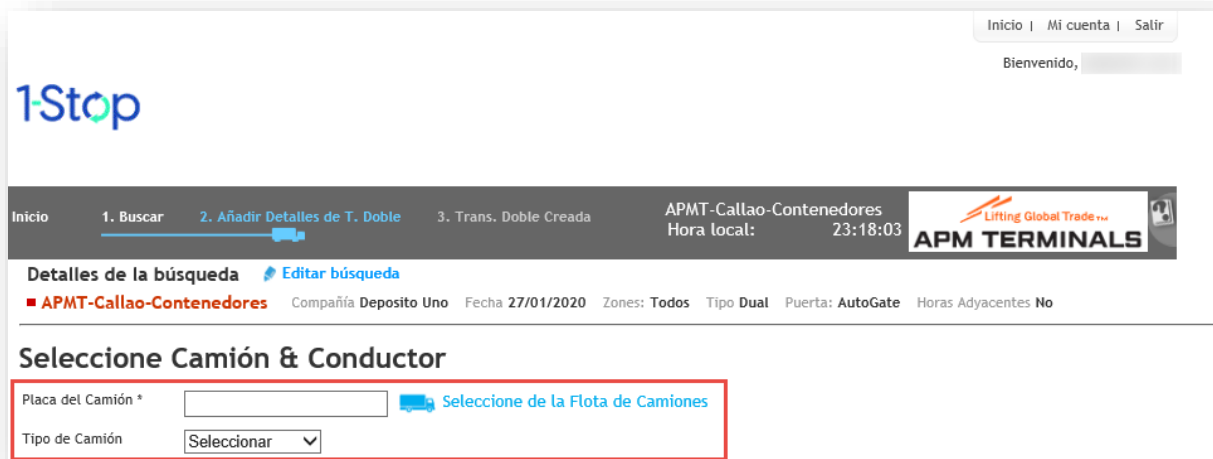 Inicio | Mi cuenta | Salir
Bienvenido,
1-Stop
Inicio 1. Buscar 2. Añadir Detalles de T. Doble 3. Trans. Doble Creada
APMT-Callao-Contenedores
Hora local: 23:18:03
Lifting Global Trade™
APM TERMINALS
Detalles de la búsqueda Editar búsqueda
APMT-Callao-Contenedores Compañía Deposito Uno Fecha 27/01/2020 Zones: Todos Tipo Dual Puerta: AutoGate Horas Adyacentes No
Seleccione Camión & Conductor
Placa del Camión * Seleccione de la Flota de Camiones
Tipo de Camión Seleccionar